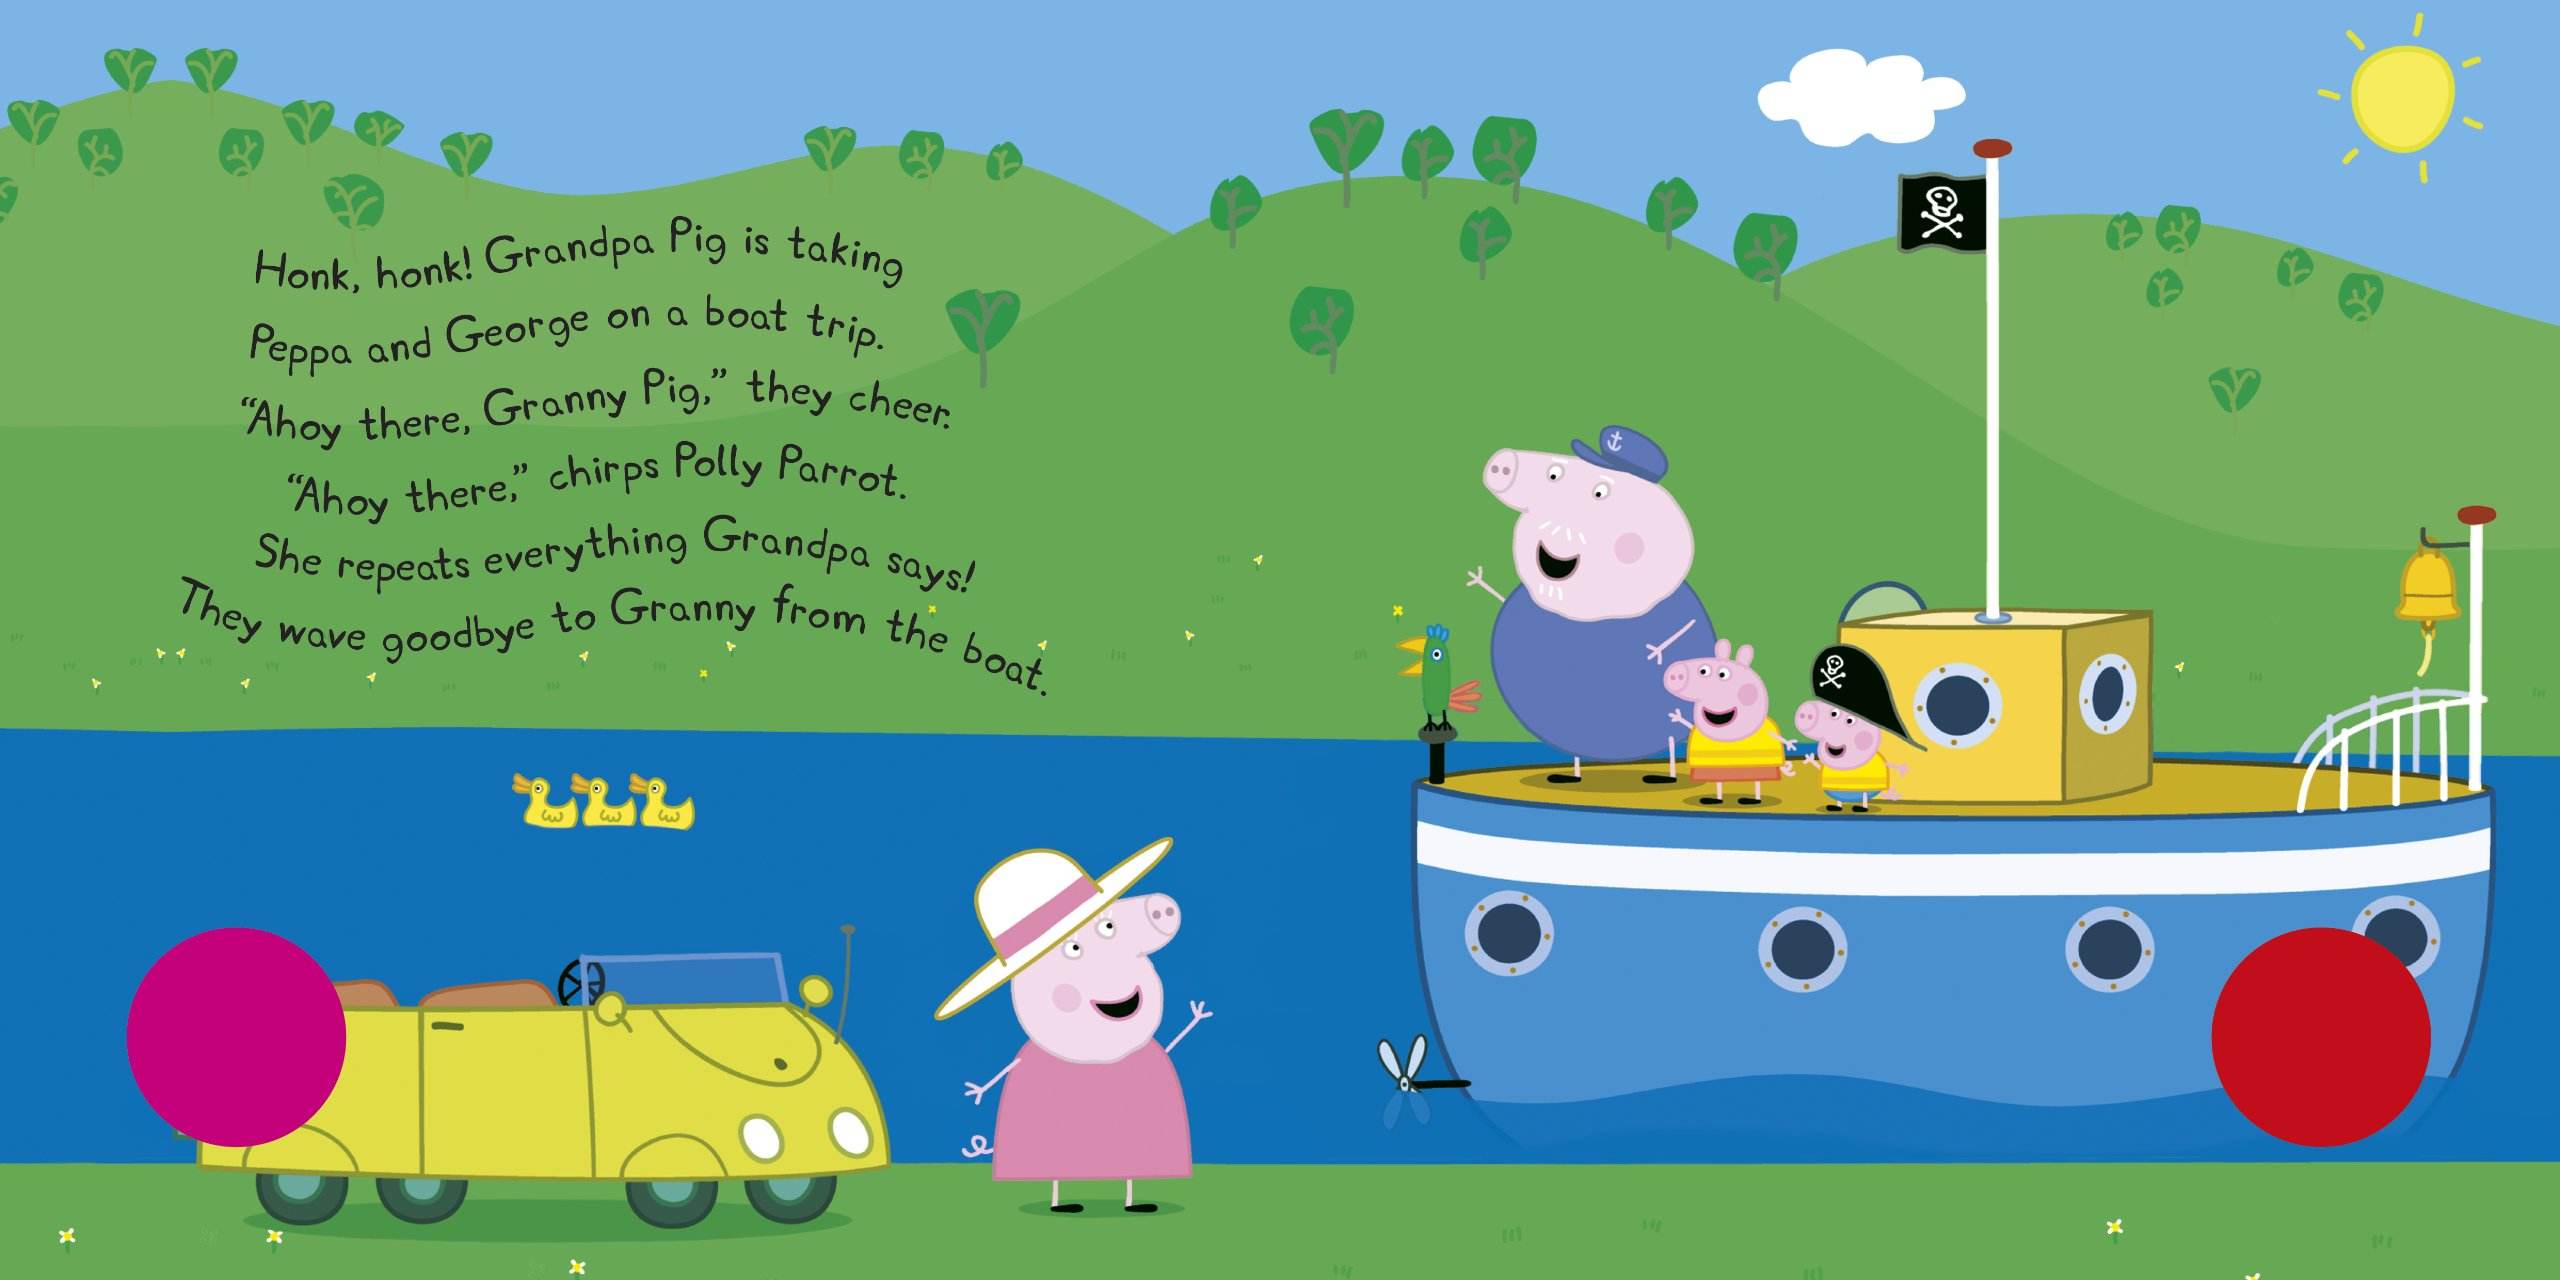 Honk, honk! Grandpa Pig is taking
Peppa and George on a boat trip.
“Ahoy there, Granny Pig,” they cheer.
“Ahoy there,” chirps Polly Parrot.
She repeats everything Grandpa says!
They wave goodbye to Granny from the boat.